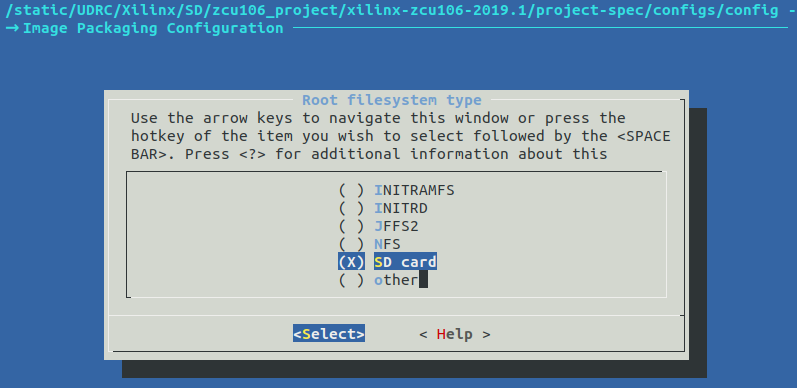 /static/UDRC/Xilinx/SD/zcu106_project/xilinx-zcu106-2019.1/project-spec/configs/config -
→ Image Packaging Configuration
Root filesystem type
Use the arrow keys to navigate this window or press the
hotkey of the item you wish to select followed by the <SPACE
BAR>. Press <?> for additional information about this
( ) INITRAMFS
( ) INITRD
( ) JFFS2
( ) NFS
(X) SD card
( ) other
<Select> < Help >